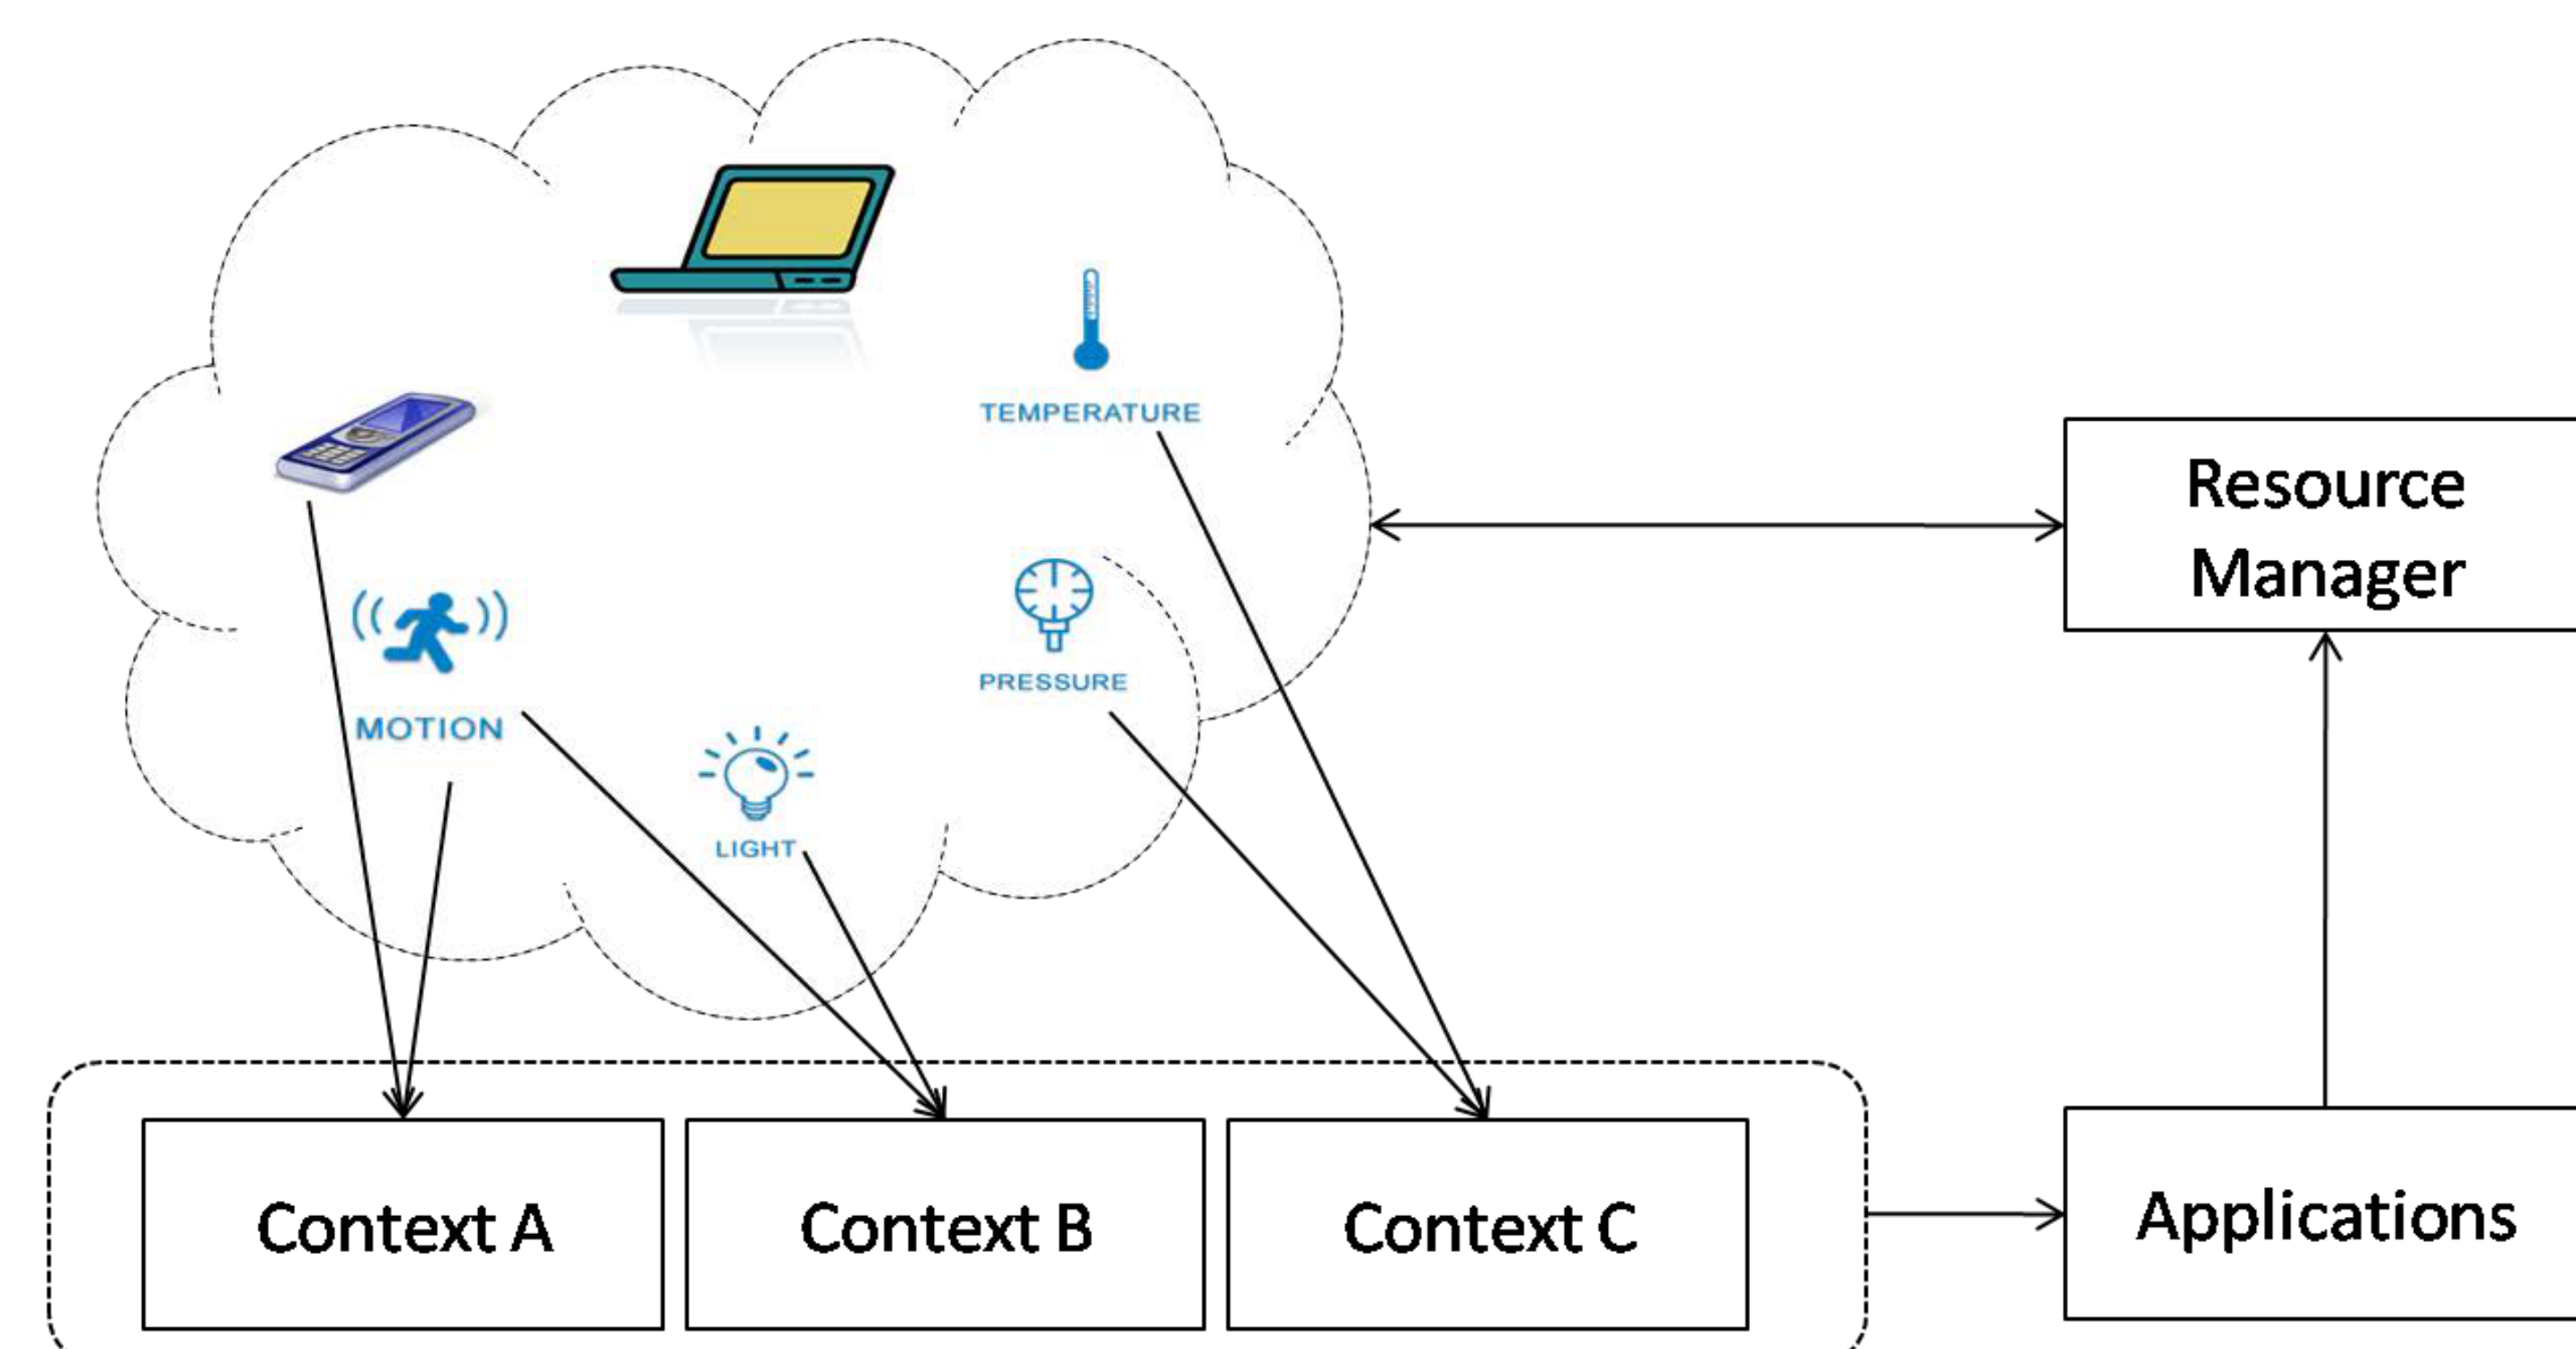 TEMPERATURE
Resource
Manager
PRESSURE
MOTION
LIGHT
Context A
Context B
Context C
Applications